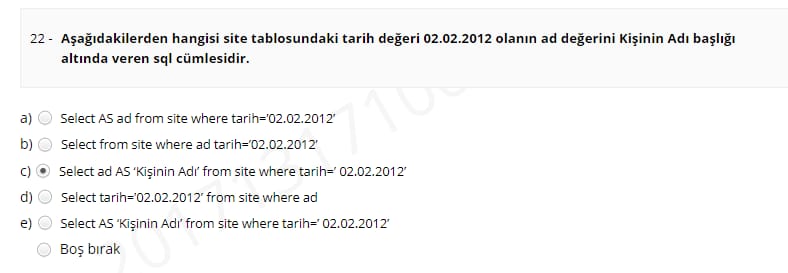 22 - Aşağıdakilerden hangisi site tablosundaki tarih değeri 02.02.2012 olanın ad değerini Kişinin Adı başlığı
altında veren sql cümlesidir.
a) Select AS ad from site where tarih='02.02.2012'
b) Select from site where ad tarih='02.02.2012'
c) Select ad AS 'Kişinin Adı' from site where tarih=' 02.02.2012'
d) Select tarih='02.02.2012' from site where ad
e) Select AS 'Kişinin Adı' from site where tarih=' 02.02.2012'
Boş bırak